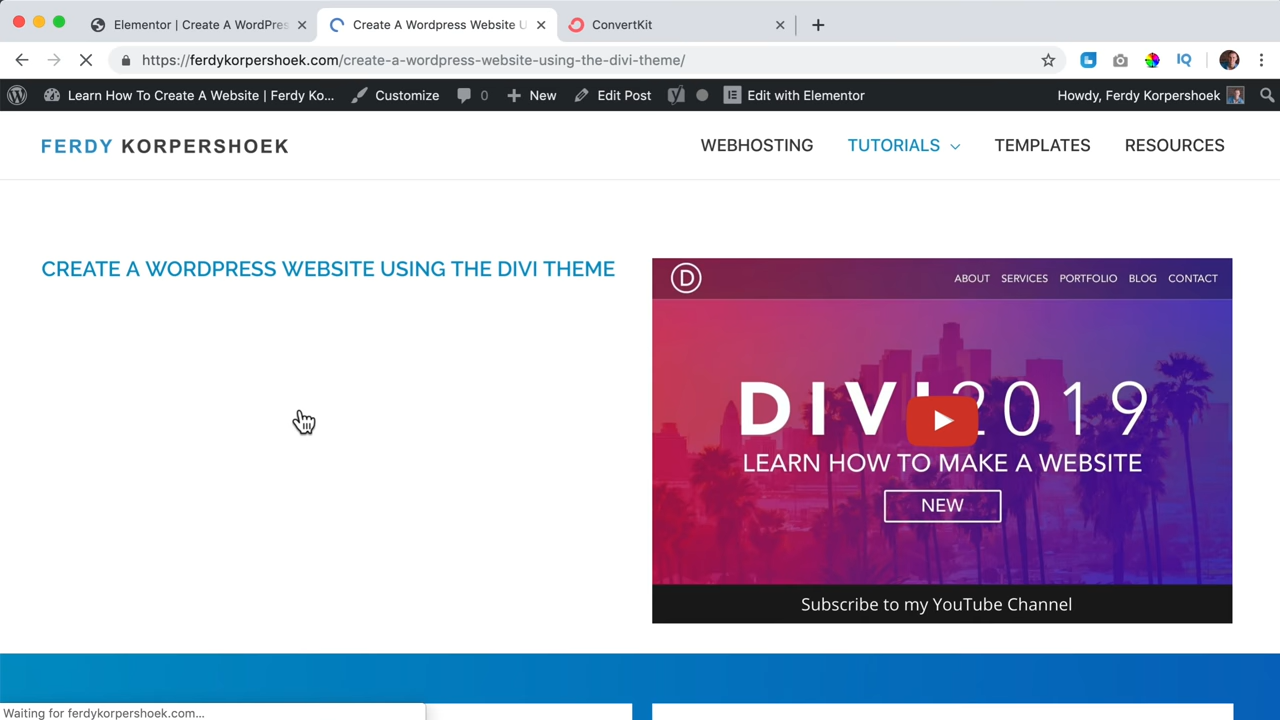 Elementor | Create A WordPres
Create A Wordpress Website U
ConvertKit
https://ferdykorpershoek.com/create-a-wordpress-website-using-the-divi-theme/
IQ
Learn How To Create A Website | Ferdy Ko...
Customize
0
New
Edit Post
Edit with Elementor
Howdy, Ferdy Korpershoek
FERDY KORPERSHOEK
WEBHOSTING
TUTORIALS
TEMPLATES
RESOURCES
CREATE A WORDPRESS WEBSITE USING THE DIVI THEME
D
ABOUT SERVICES PORTFOLIO BLOG CONTACT
DIVI 2019
LEARN HOW TO MAKE A WEBSITE
NEW
Subscribe to my YouTube Channel
Waiting for ferdykorpershoek.com...